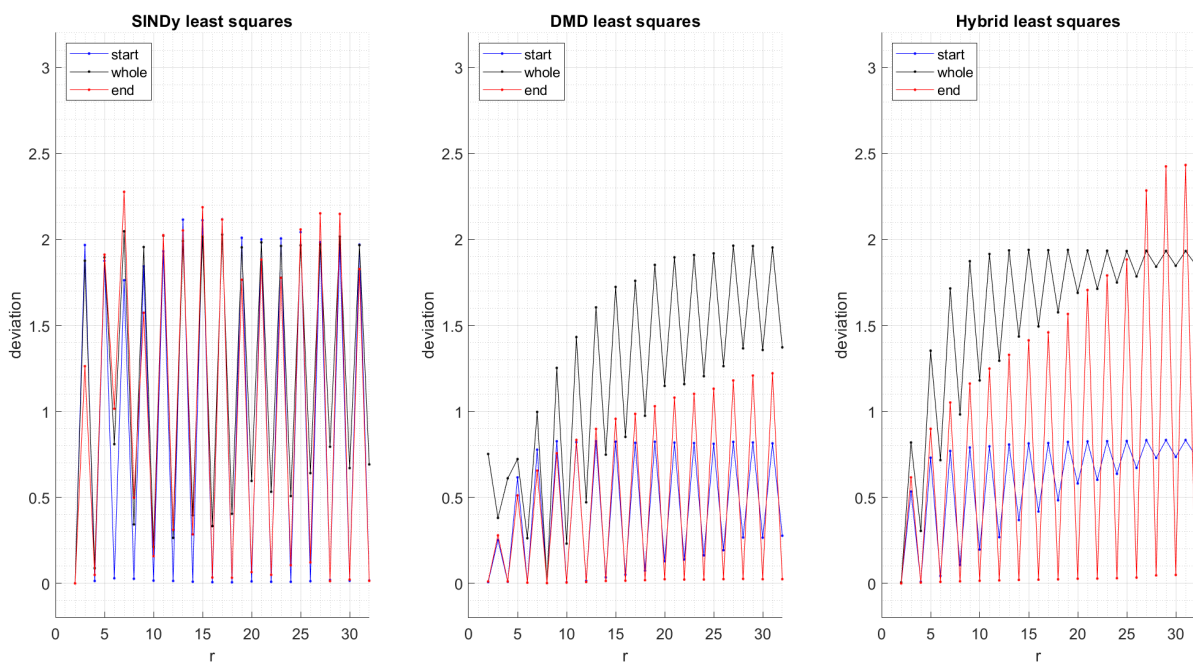 SINDy least squares
start
whole
end
3
2.5
2
1.5
1
0.5
0
deviation
0 5 10 15 20 25 30
r
DMD least squares
start
whole
end
3
2.5
2
1.5
1
0.5
0
deviation
0 5 10 15 20 25 30
r
Hybrid least squares
start
whole
end
3
2.5
2
1.5
1
0.5
0
deviation
0 5 10 15 20 25 30
r